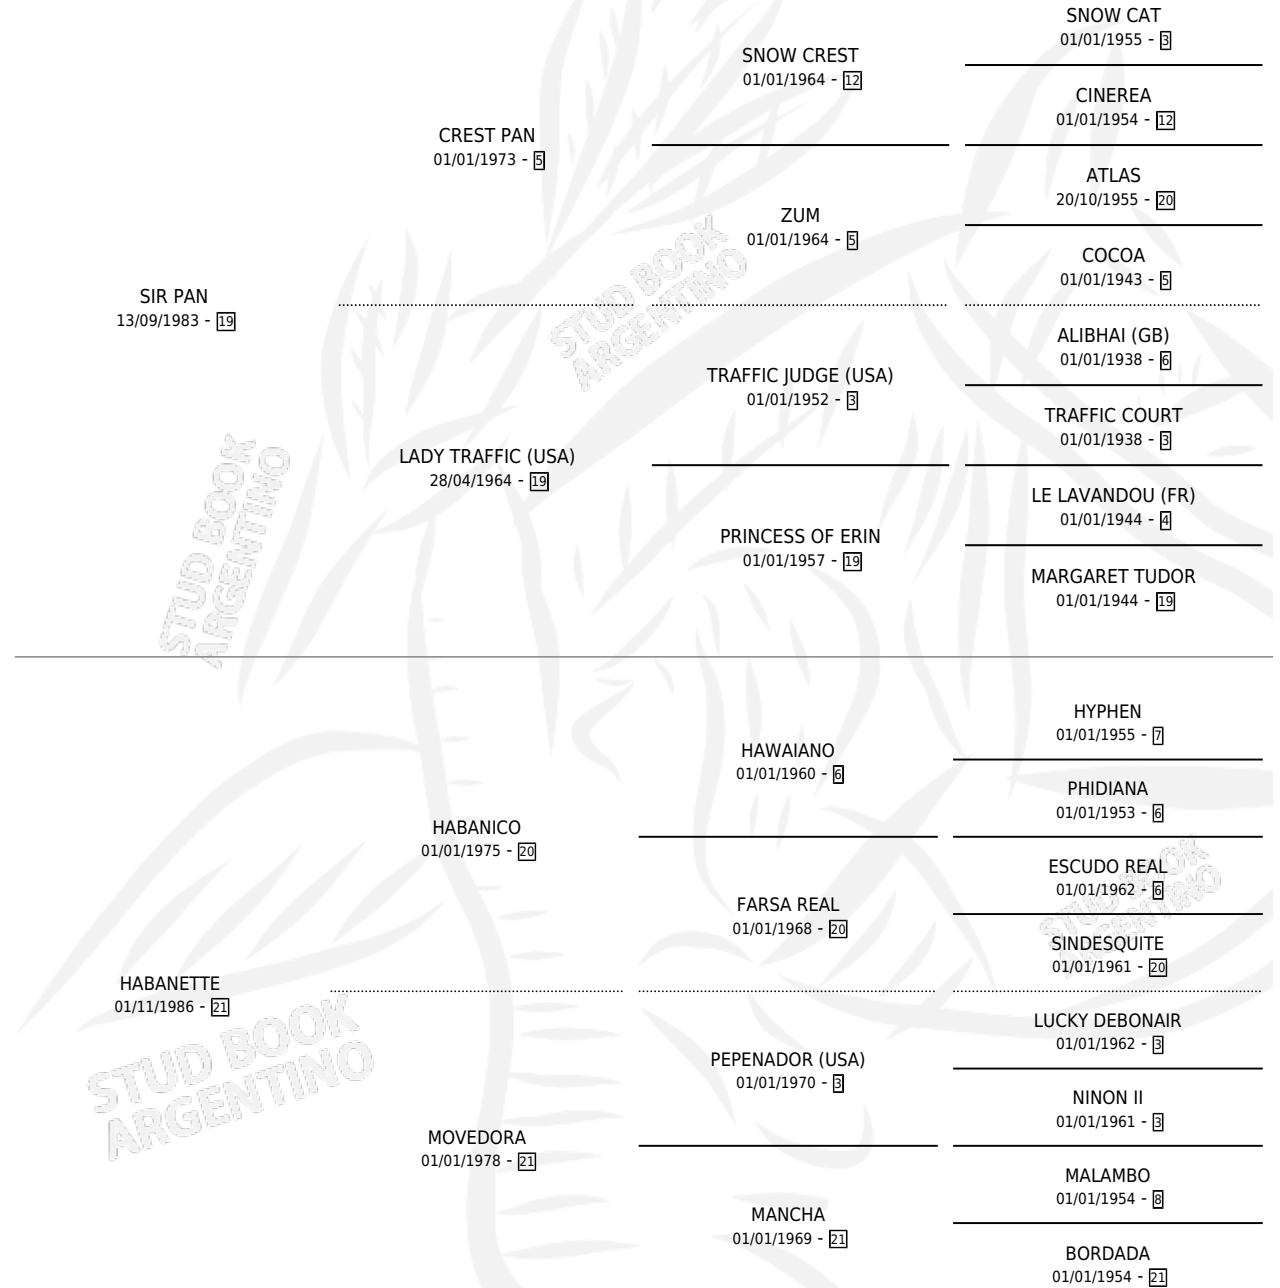 SNOW CAT
01/01/1955 - 3
SNOW CREST
01/01/1964 - 12
CINEREA
01/01/1954 - 12
CREST PAN
01/01/1973 - 5
ATLAS
20/10/1955 - 20
ZUM
01/01/1964 - 5
COCOA
01/01/1943 - 5
SIR PAN
13/09/1983 - 19
ALIBHAI (GB)
01/01/1938 - 6
TRAFFIC JUDGE (USA)
01/01/1952 - 3
TRAFFIC COURT
01/01/1938 - 3
LADY TRAFFIC (USA)
28/04/1964 - 19
LE LAVANDOU (FR)
01/01/1944 - 4
PRINCESS OF ERIN
01/01/1957 - 19
MARGARET TUDOR
01/01/1944 - 19
STUD BOOK
ARGENTINO
STUD BOOK
ARGENTINO
HYPHEN
01/01/1955 - 7
HAWAIANO
01/01/1960 - 6
PHIDIANA
01/01/1953 - 6
HABANICO
01/01/1975 - 20
ESCUDO REAL
01/01/1962 - 6
FARSA REAL
01/01/1968 - 20
SINDESQUITE
01/01/1961 - 20
STUD BOOK
ARGENTINO
HABANETTE
01/11/1986 - 21
LUCKY DEBONAIR
01/01/1962 - 3
PEPENADOR (USA)
01/01/1970 - 3
NINON II
01/01/1961 - 3
STUD BOOK
ARGENTINO
MOVEDORA
01/01/1978 - 21
MALAMBO
01/01/1954 - 8
MANCHA
01/01/1969 - 21
BORDADA
01/01/1954 - 21